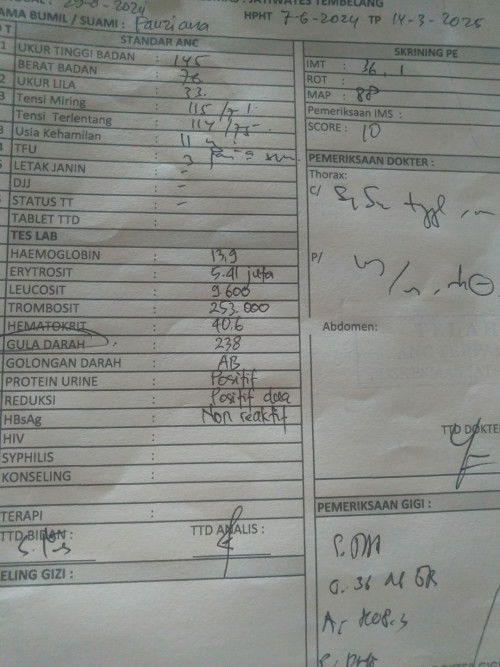 JATIWATES TEMBELANG
AMA BUMIL / SUAMI : Fauziana HPHT 7-6-2024 TP 14-3-2025
STANDAR ANC
UKUR TINGGI BADAN : 145
BERAT BADAN : 76
UKUR LILA : 33
Tensi Miring : 115/71
Tensi Terlentang : 114/75
Usia Kehamilan : 11
TFU : 3
LETAK JANIN : -
DJJ : -
STATUS TT : -
TABLET TTD :
TES LAB
HAEMOGLOBIN : 13,9
ERYTROSIT : 5.41 juta
LEUCOSIT : 9.600
TROMBOSIT : 253.000
HEMATOKRIT : 40.6
GULA DARAH : 238
GOLONGAN DARAH : AB
PROTEIN URINE : Positif
REDUKSI : Positif dua
HBsAg : Non reaktif
HIV :
SYPHILIS :
KONSELING :
TERAPI :
TTD BIDAN :
TTD ANALIS :
ELING GIZI :
SKRINING PE
IMT : 36,1
ROT :
MAP : 88
Pemeriksaan IMS :
SCORE : 10
PEMERIKSAAN DOKTER :
Thorax:
C/
P/
Abdomen:
TTD DOKTE
PEMERIKSAAN GIGI :